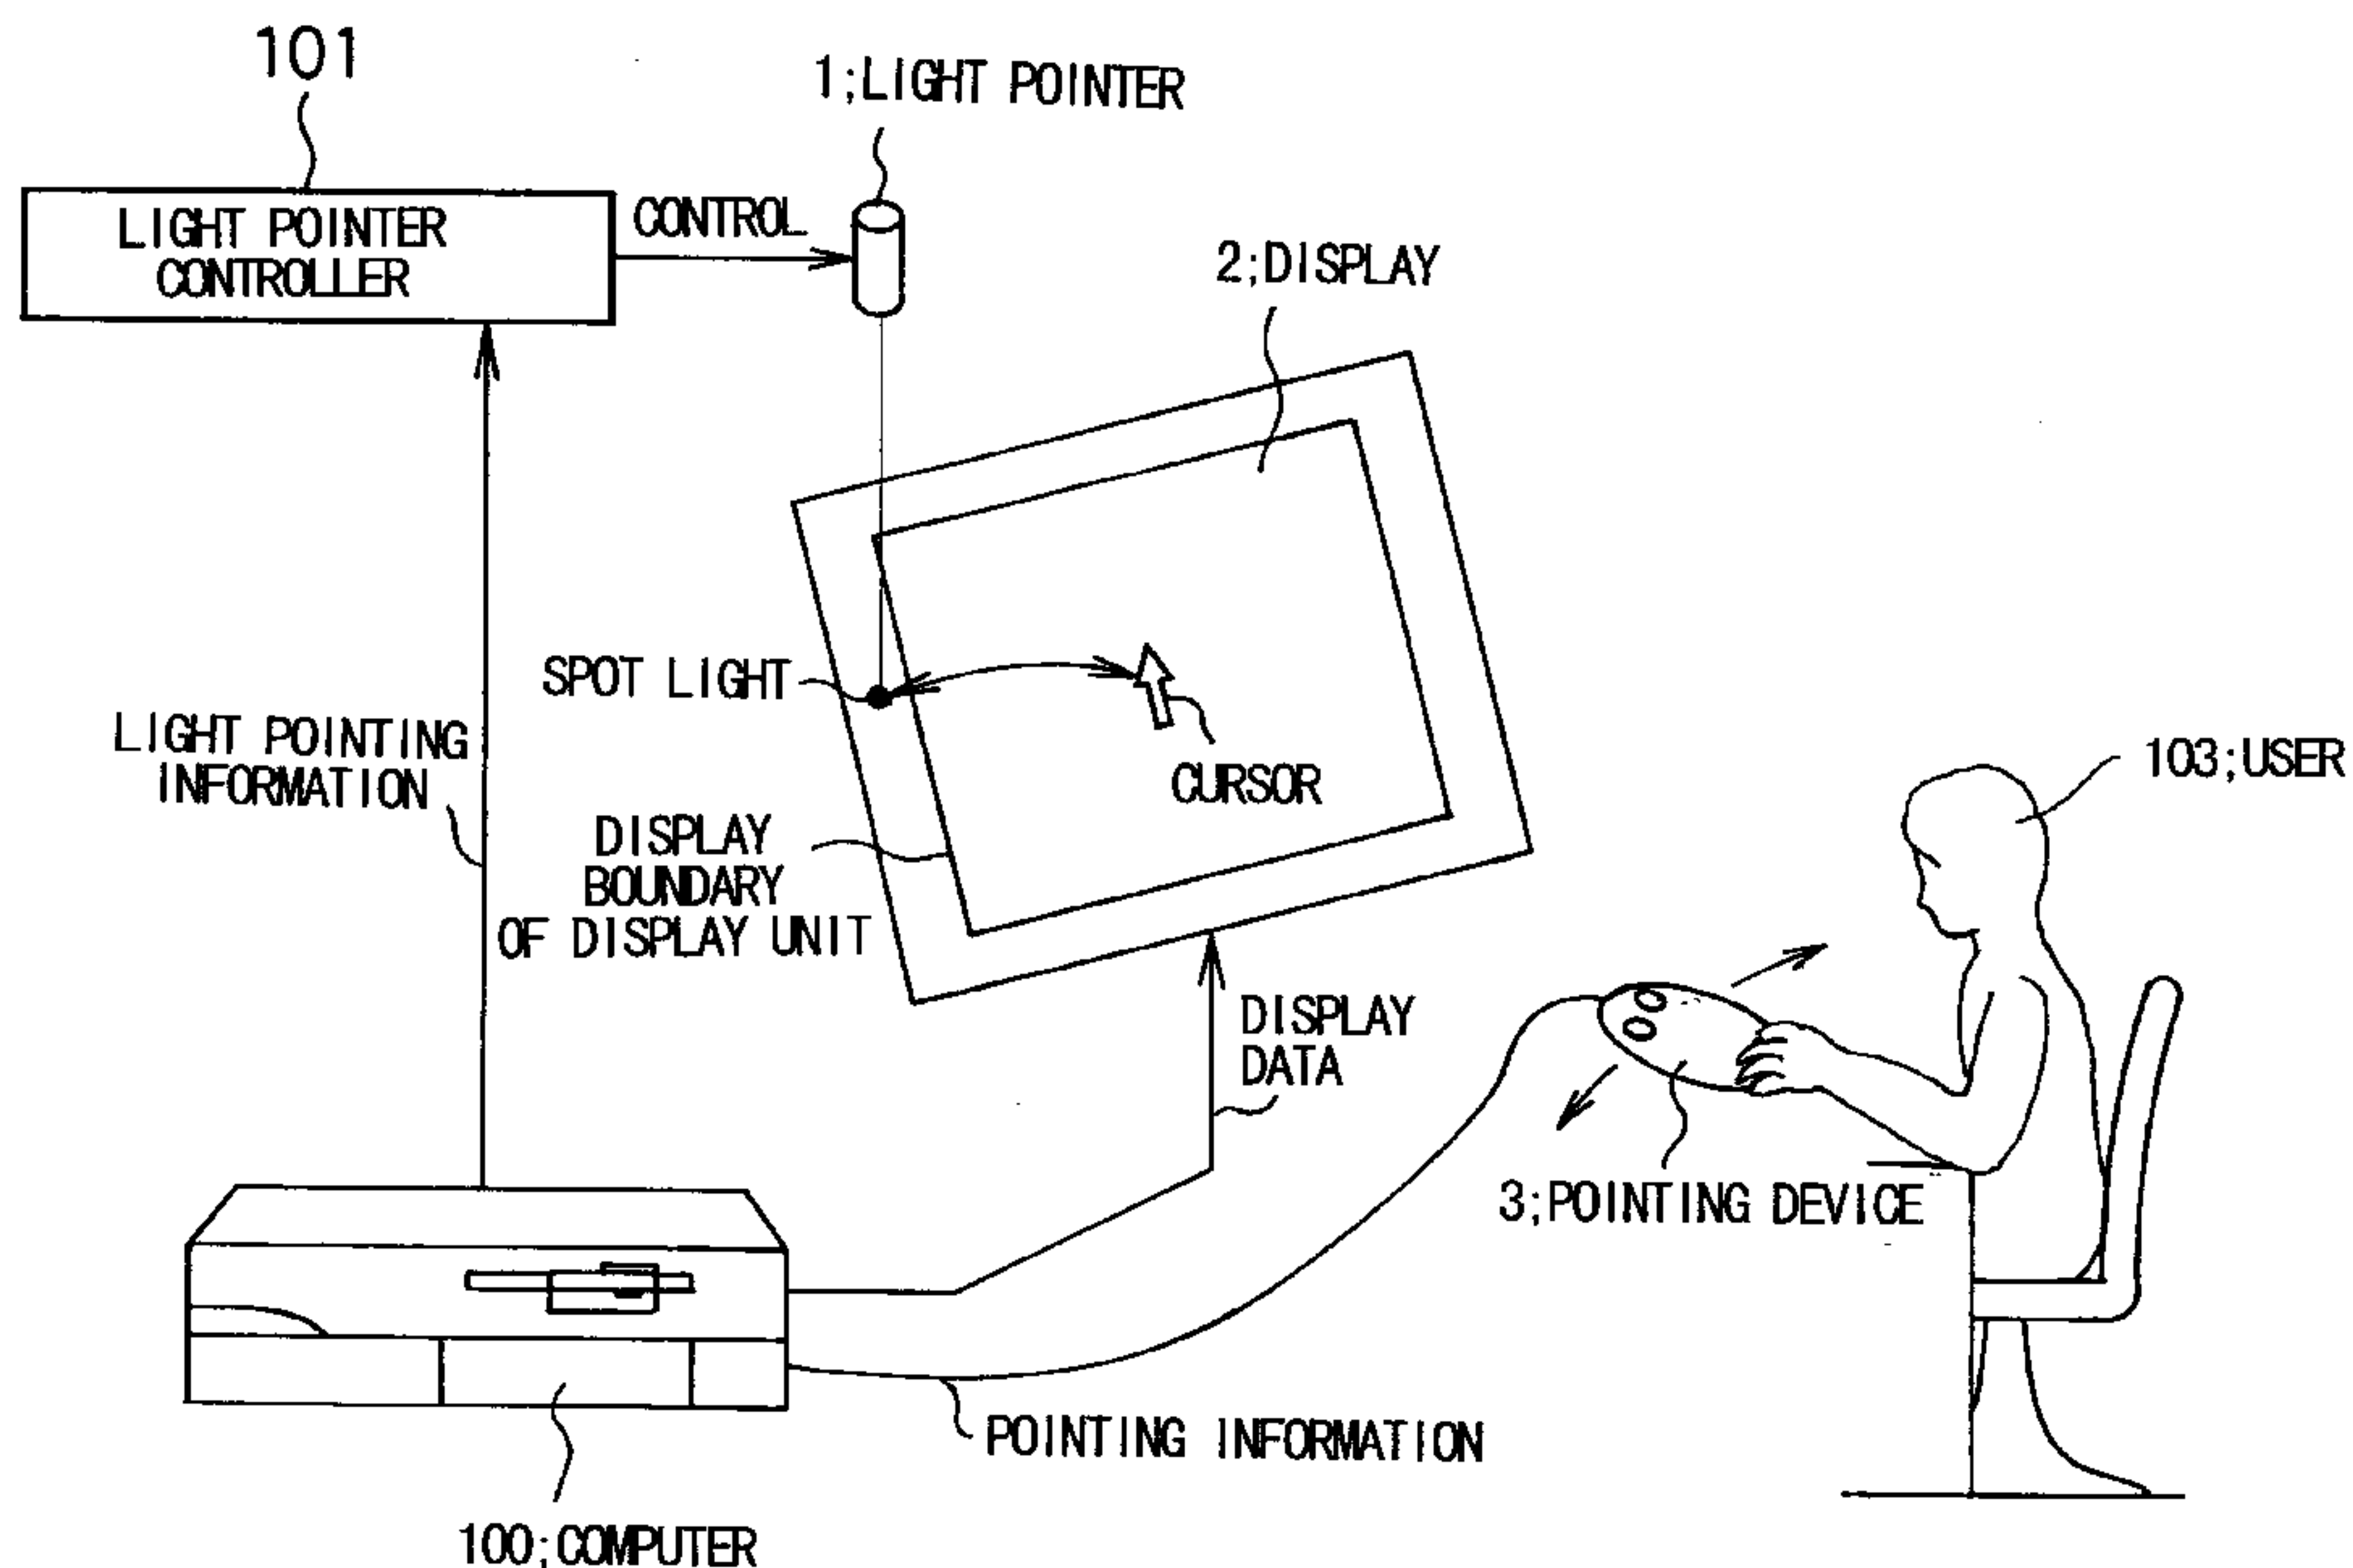 101
1;LIGHT POINTER
LIGHT POINTER
CONTROLLER
CONTROL
2;DISPLAY
SPOT LIGHT
LIGHT POINTING
INFORMATION
CURSOR
103;USER
DISPLAY
BOUNDARY
OF DISPLAY UNIT
DISPLAY
DATA
3;POINTING DEVICE
POINTING INFORMATION
100;COMPUTER